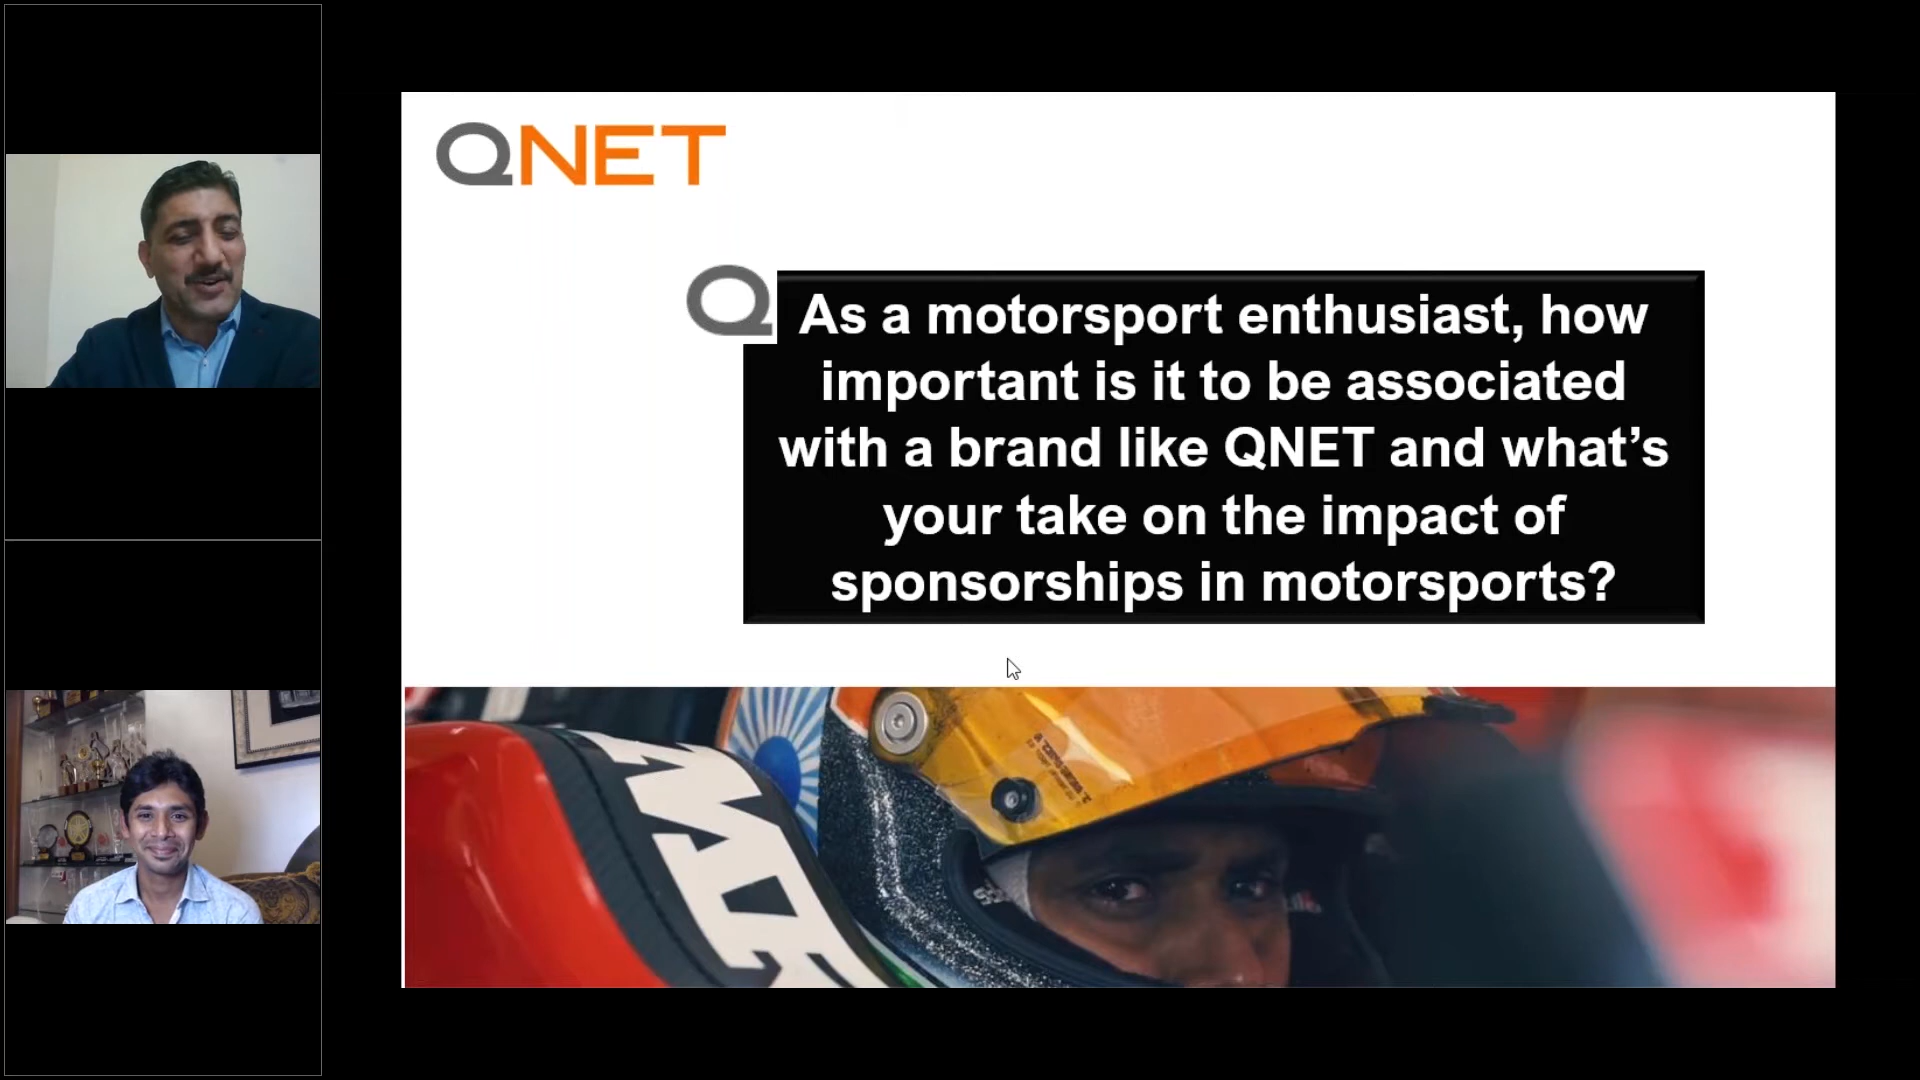 QNET
Q
As a motorsport enthusiast, how
important is it to be associated
with a brand like QNET and what’s
your take on the impact of
sponsorships in motorsports?